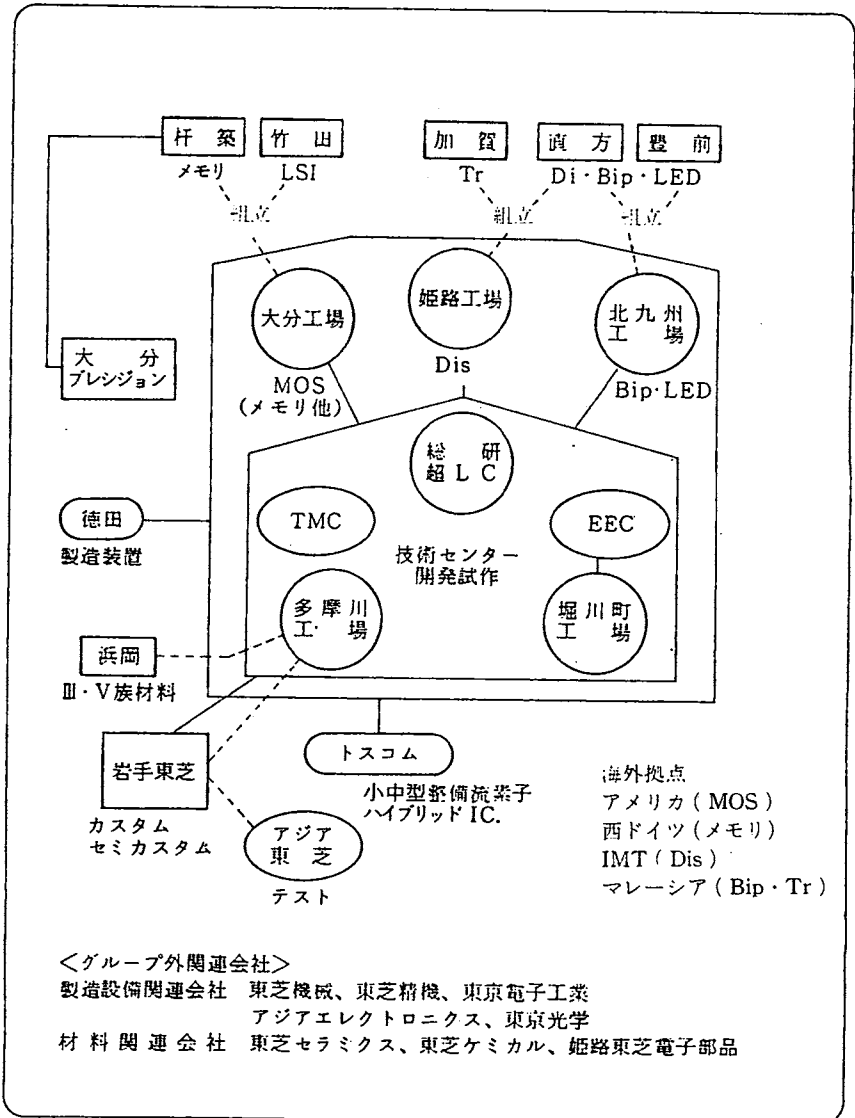 杵築 竹田 加賀 直方 豊前
メモリ LSI Tr Di・Bip・LED
組立 組立 組立
大分工場 姫路工場 北九州工場
大分プレシジョン
MOS
(メモリ他)
Dis
Bip・LED
総研
超LC
TMC EEC
技術センター
開発試作
徳田
製造装置
多摩川工場
堀川町工場
浜岡
Ⅲ・Ⅴ族材料
岩手東芝
カスタム
セミカスタム
トスコム
小中型整備流素子
ハイブリッドIC.
アジア東芝
テスト
海外拠点
アメリカ(MOS)
西ドイツ(メモリ)
IMT(Dis)
マレーシア(Bip・Tr)
<グループ外関連会社>
製造設備関連会社 東芝機械、東芝精機、東京電子工業
アジアエレクトロニクス、東京光学
材料関連会社 東芝セラミクス、東芝ケミカル、姫路東芝電子部品